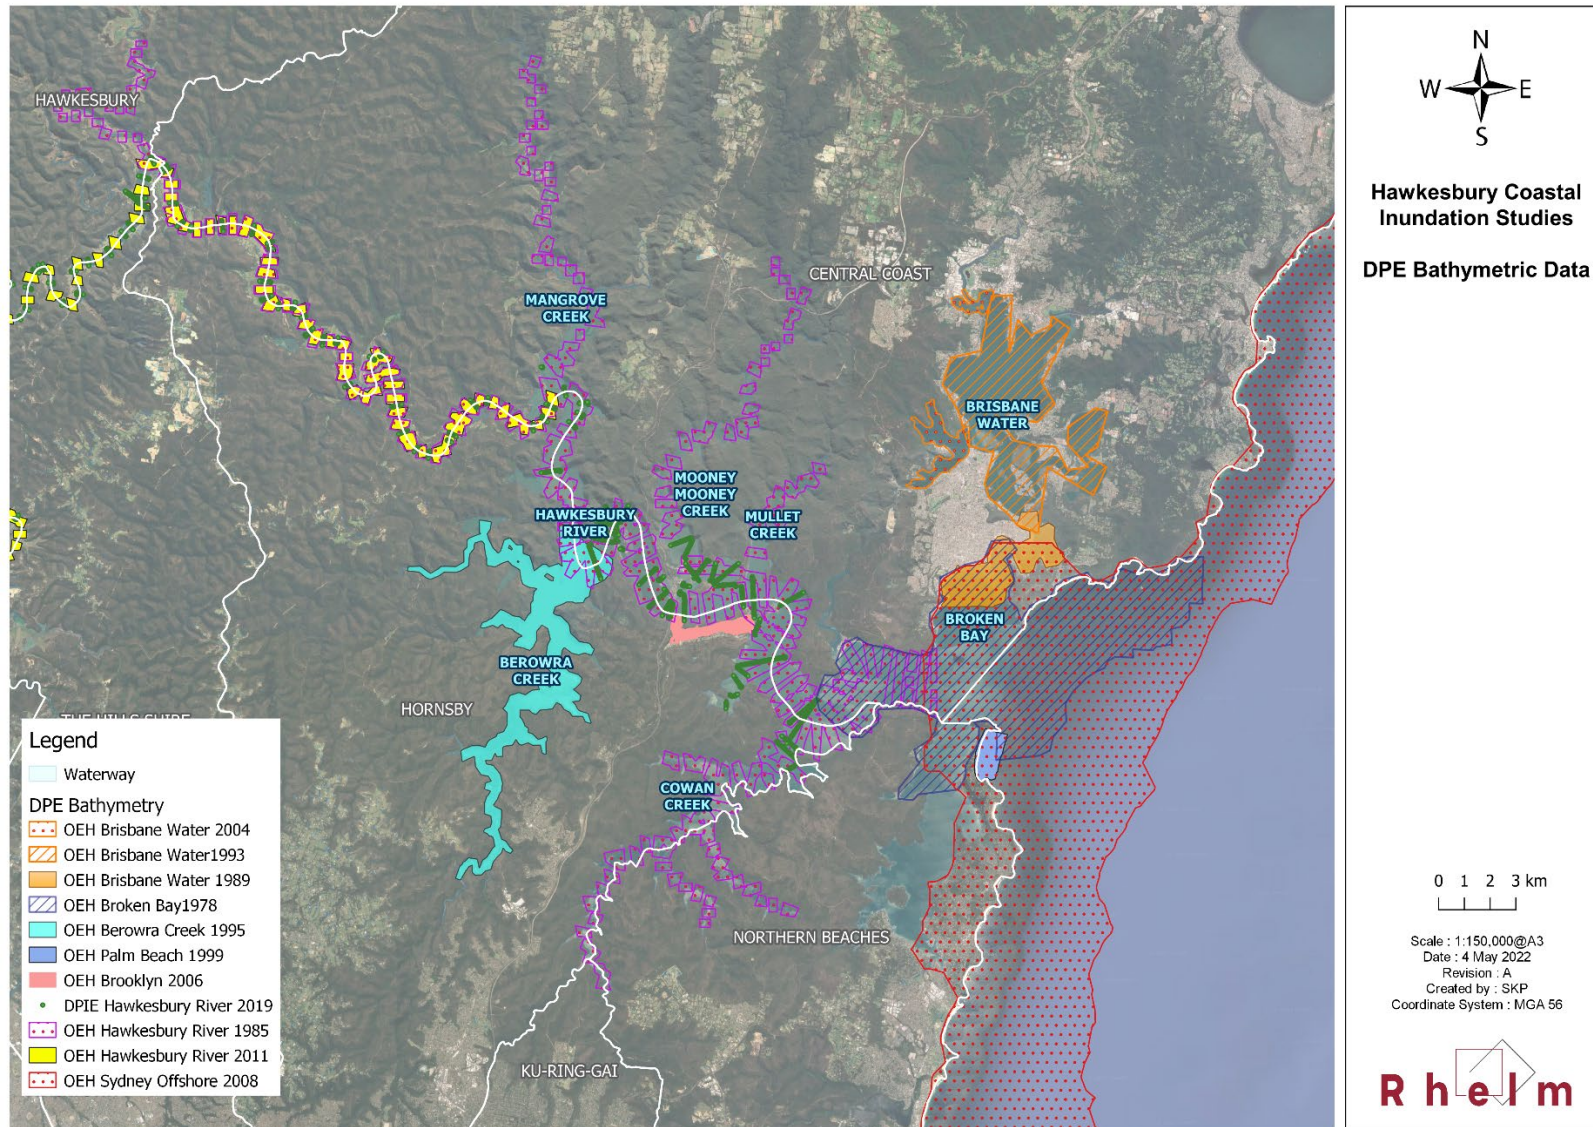 HAWKESBURY
CENTRAL COAST
MANGROVE
CREEK
BRISBANE
WATER
MOONEY
MOONEY
CREEK
MULLET
CREEK
HAWKESBURY
RIVER
BROKEN
BAY
BEROWRA
CREEK
HORNSBY
THE HILLS SHIRE
COWAN
CREEK
NORTHERN BEACHES
KU-RING-GAI
Legend
Waterway
DPE Bathymetry
OEH Brisbane Water 2004
OEH Brisbane Water1993
OEH Brisbane Water 1989
OEH Broken Bay1978
OEH Berowra Creek 1995
OEH Palm Beach 1999
OEH Brooklyn 2006
DPIE Hawkesbury River 2019
OEH Hawkesbury River 1985
OEH Hawkesbury River 2011
OEH Sydney Offshore 2008
N
W E
S
Hawkesbury Coastal
Inundation Studies
DPE Bathymetric Data
0 1 2 3 km
Scale : 1:150,000@A3
Date : 4 May 2022
Revision : A
Created by : SKP
Coordinate System : MGA 56
Rhelm